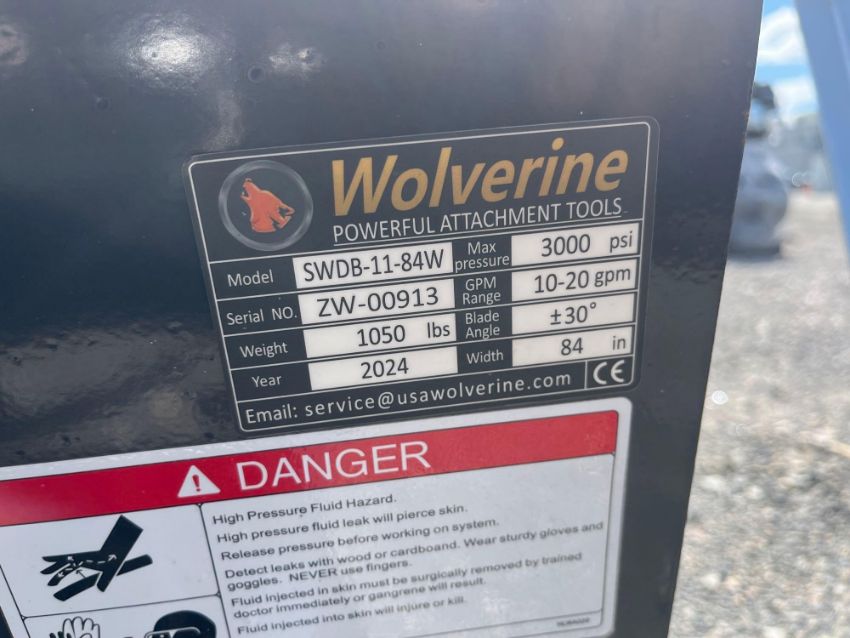 Wolverine
POWERFUL ATTACHMENT TOOLS
Model SWDB-11-84W Max pressure 3000 psi
Serial NO. ZW-00913 GPM Range 10-20 gpm
Weight 1050 lbs Blade Angle ±30°
Year 2024 Width 84 in
Email: service@usawolverine.com CE
DANGER
High Pressure Fluid Hazard.
High pressure fluid leak will pierce skin.
Release pressure before working on system.
Detect leaks with wood or cardboard. Wear sturdy gloves and
goggles. NEVER use fingers.
Fluid injected in skin must be surgically removed by trained
doctor immediately or gangrene will result.
Fluid injected into skin will injure or kill.